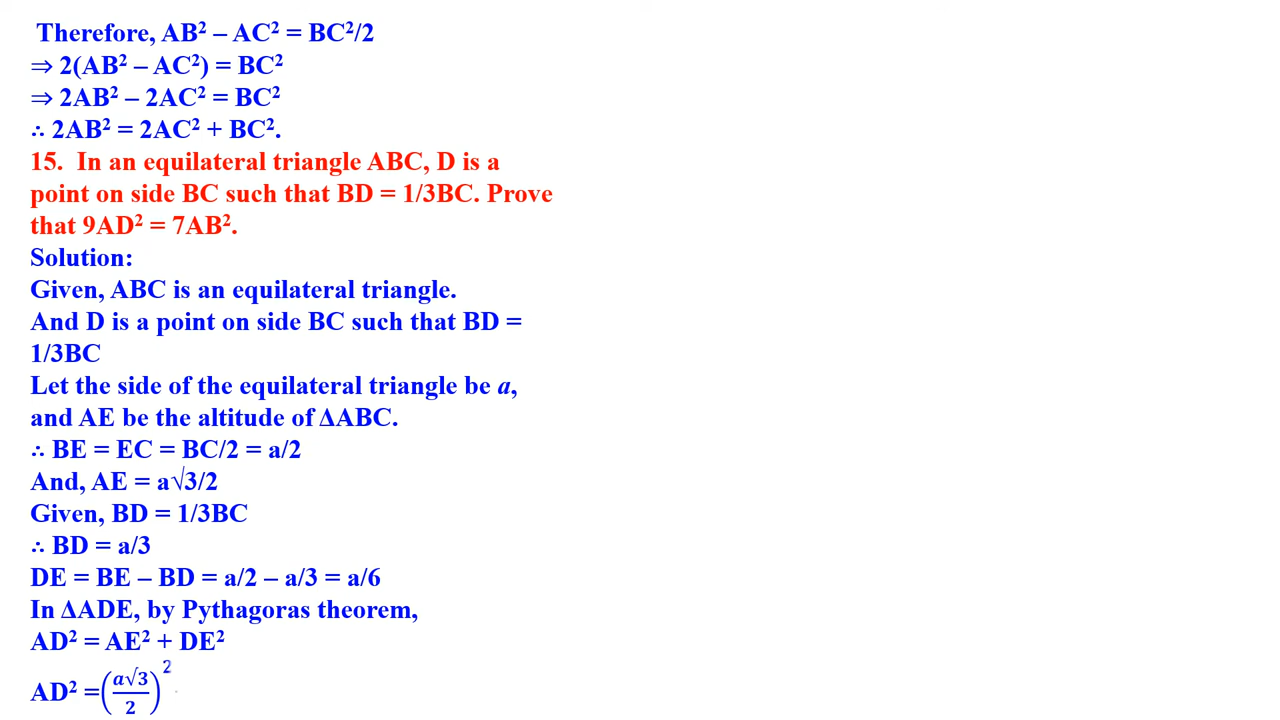 Therefore, AB² – AC² = BC²/2
⇒ 2(AB² – AC²) = BC²
⇒ 2AB² – 2AC² = BC²
∴ 2AB² = 2AC² + BC².
15.  In an equilateral triangle ABC, D is a
point on side BC such that BD = 1/3BC. Prove
that 9AD² = 7AB².
Solution:
Given, ABC is an equilateral triangle.
And D is a point on side BC such that BD =
1/3BC
Let the side of the equilateral triangle be a,
and AE be the altitude of ΔABC.
∴ BE = EC = BC/2 = a/2
And, AE = a√3/2
Given, BD = 1/3BC
∴ BD = a/3
DE = BE – BD = a/2 – a/3 = a/6
In ΔADE, by Pythagoras theorem,
AD² = AE² + DE²
AD² =(a√3/2)²